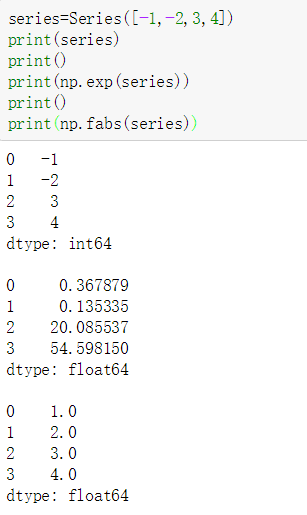 series=Series([-1,-2,3,4])
print(series)
print()
print(np.exp(series))
print()
print(np.fabs(series))
0   -1
1   -2
2    3
3    4
dtype: int64
0     0.367879
1     0.135335
2    20.085537
3    54.598150
dtype: float64
0    1.0
1    2.0
2    3.0
3    4.0
dtype: float64